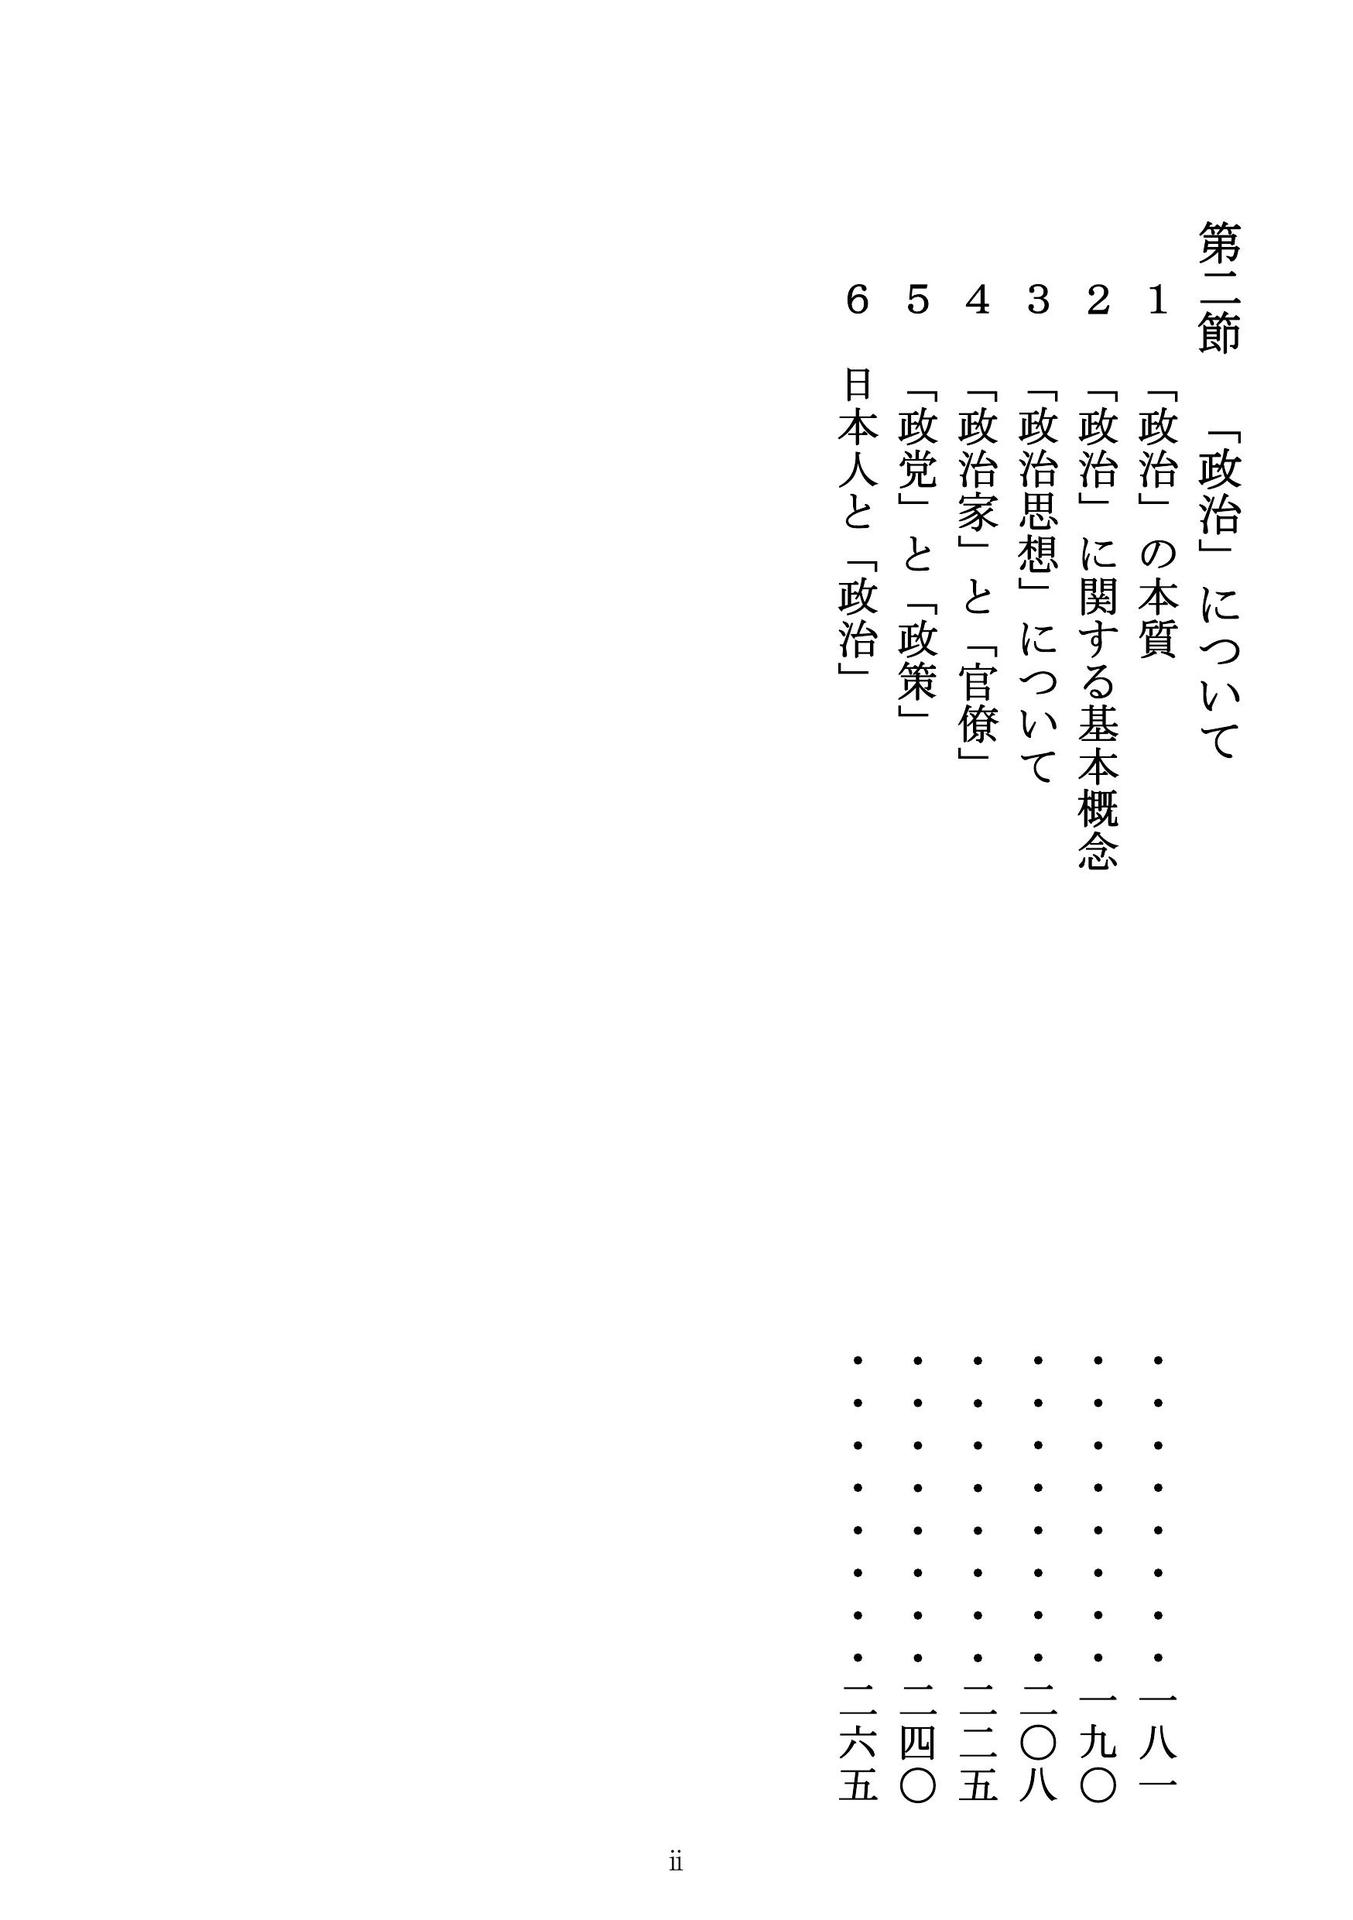 第二節　「政治」について
1　「政治」の本質・・・・・・・・一八一
2　「政治」に関する基本概念・・・・・・・・一九〇
3　「政治思想」について・・・・・・・・二〇八
4　「政治家」と「官僚」・・・・・・・・二二五
5　「政党」と「政策」・・・・・・・・二四〇
6　日本人と「政治」・・・・・・・・二六五
ii